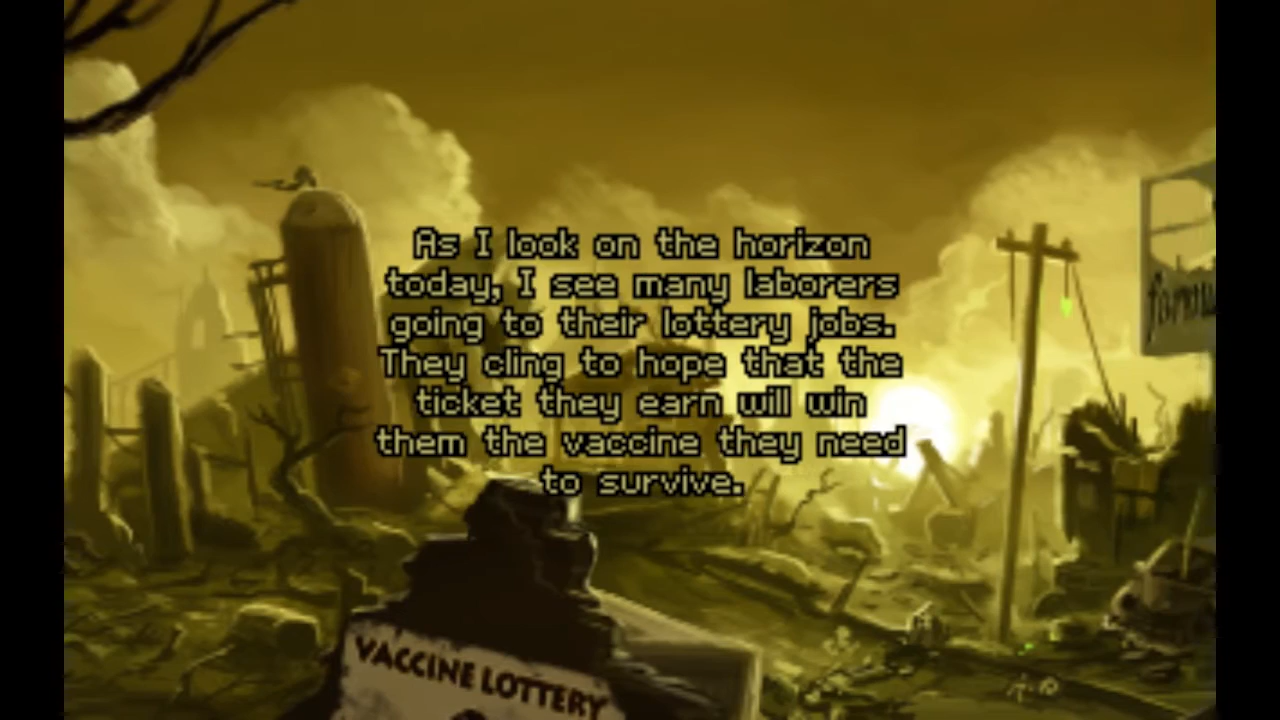 As I look on the horizon
today, I see many laborers
going to their lottery jobs.
They cling to hope that the
ticket they earn will win
them the vaccine they need
to survive.
VACCINE LOTTERY